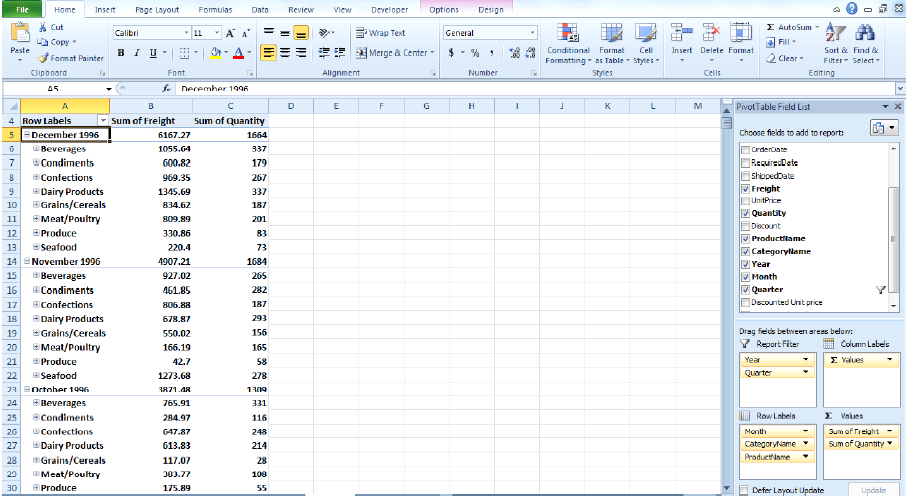 File Home Insert Page Layout Formulas Data Review View Developer Options Design
Cut
Copy
Format Painter
Paste
Clipboard
Calibri 11
B I U
Font
Wrap Text
Merge & Center
Alignment
General
$ % ,
Number
Conditional Formatting
Format as Table
Cell Styles
Styles
Insert Delete Format
Cells
Σ AutoSum
Fill
Clear
Sort & Filter
Find & Select
Editing
A5 fx December 1996
A B C D E F G H I J K L M
4 Row Labels Sum of Freight Sum of Quantity
5 December 1996 6167.27 1664
6 Beverages 1055.64 337
7 Condiments 600.82 179
8 Confections 969.35 267
9 Dairy Products 1345.69 337
10 Grains/Cereals 834.62 187
11 Meat/Poultry 809.89 201
12 Produce 330.86 83
13 Seafood 220.4 73
14 November 1996 4907.21 1684
15 Beverages 927.02 265
16 Condiments 461.85 282
17 Confections 806.88 187
18 Dairy Products 678.87 293
19 Grains/Cereals 550.02 156
20 Meat/Poultry 166.19 165
21 Produce 42.7 58
22 Seafood 1273.68 278
23 October 1996 3871.48 1309
24 Beverages 765.91 331
25 Condiments 284.97 116
26 Confections 647.87 248
27 Dairy Products 613.83 214
28 Grains/Cereals 117.07 28
29 Meat/Poultry 383.77 108
30 Produce 175.89 55
PivotTable Field List
Choose fields to add to report:
OrderDate
RequiredDate
ShippedDate
Freight
UnitPrice
Quantity
Discount
ProductName
CategoryName
Year
Month
Quarter
Discounted Unit price
Drag fields between areas below:
Report Filter
Year
Quarter
Column Labels
Σ Values
Row Labels
Month
CategoryName
ProductName
Σ Values
Sum of Freight
Sum of Quantity
Defer Layout Update Update